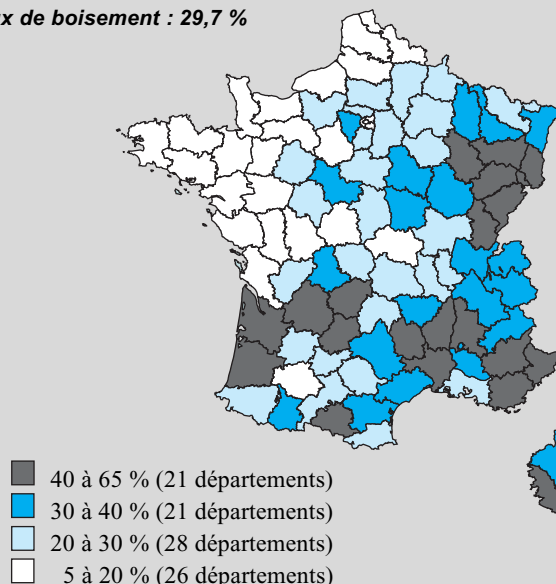 de boisement : 29,7 %
40 à 65 % (21 départements)
30 à 40 % (21 départements)
20 à 30 % (28 départements)
5 à 20 % (26 départements)